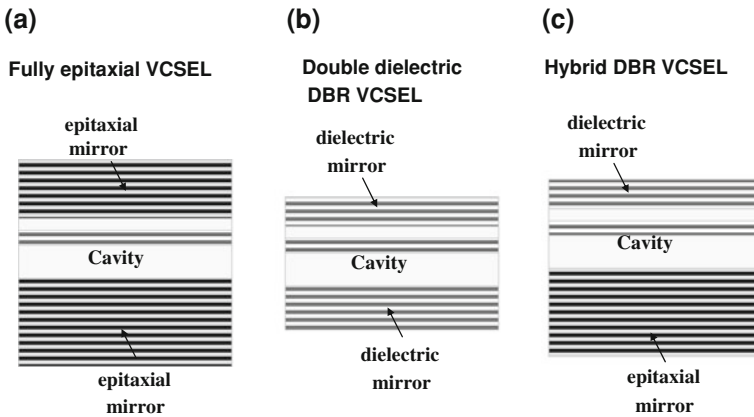 (a)
Fully epitaxial VCSEL
epitaxial
mirror
Cavity
epitaxial
mirror
(b)
Double dielectric
DBR VCSEL
dielectric
mirror
Cavity
dielectric
mirror
(c)
Hybrid DBR VCSEL
dielectric
mirror
Cavity
epitaxial
mirror